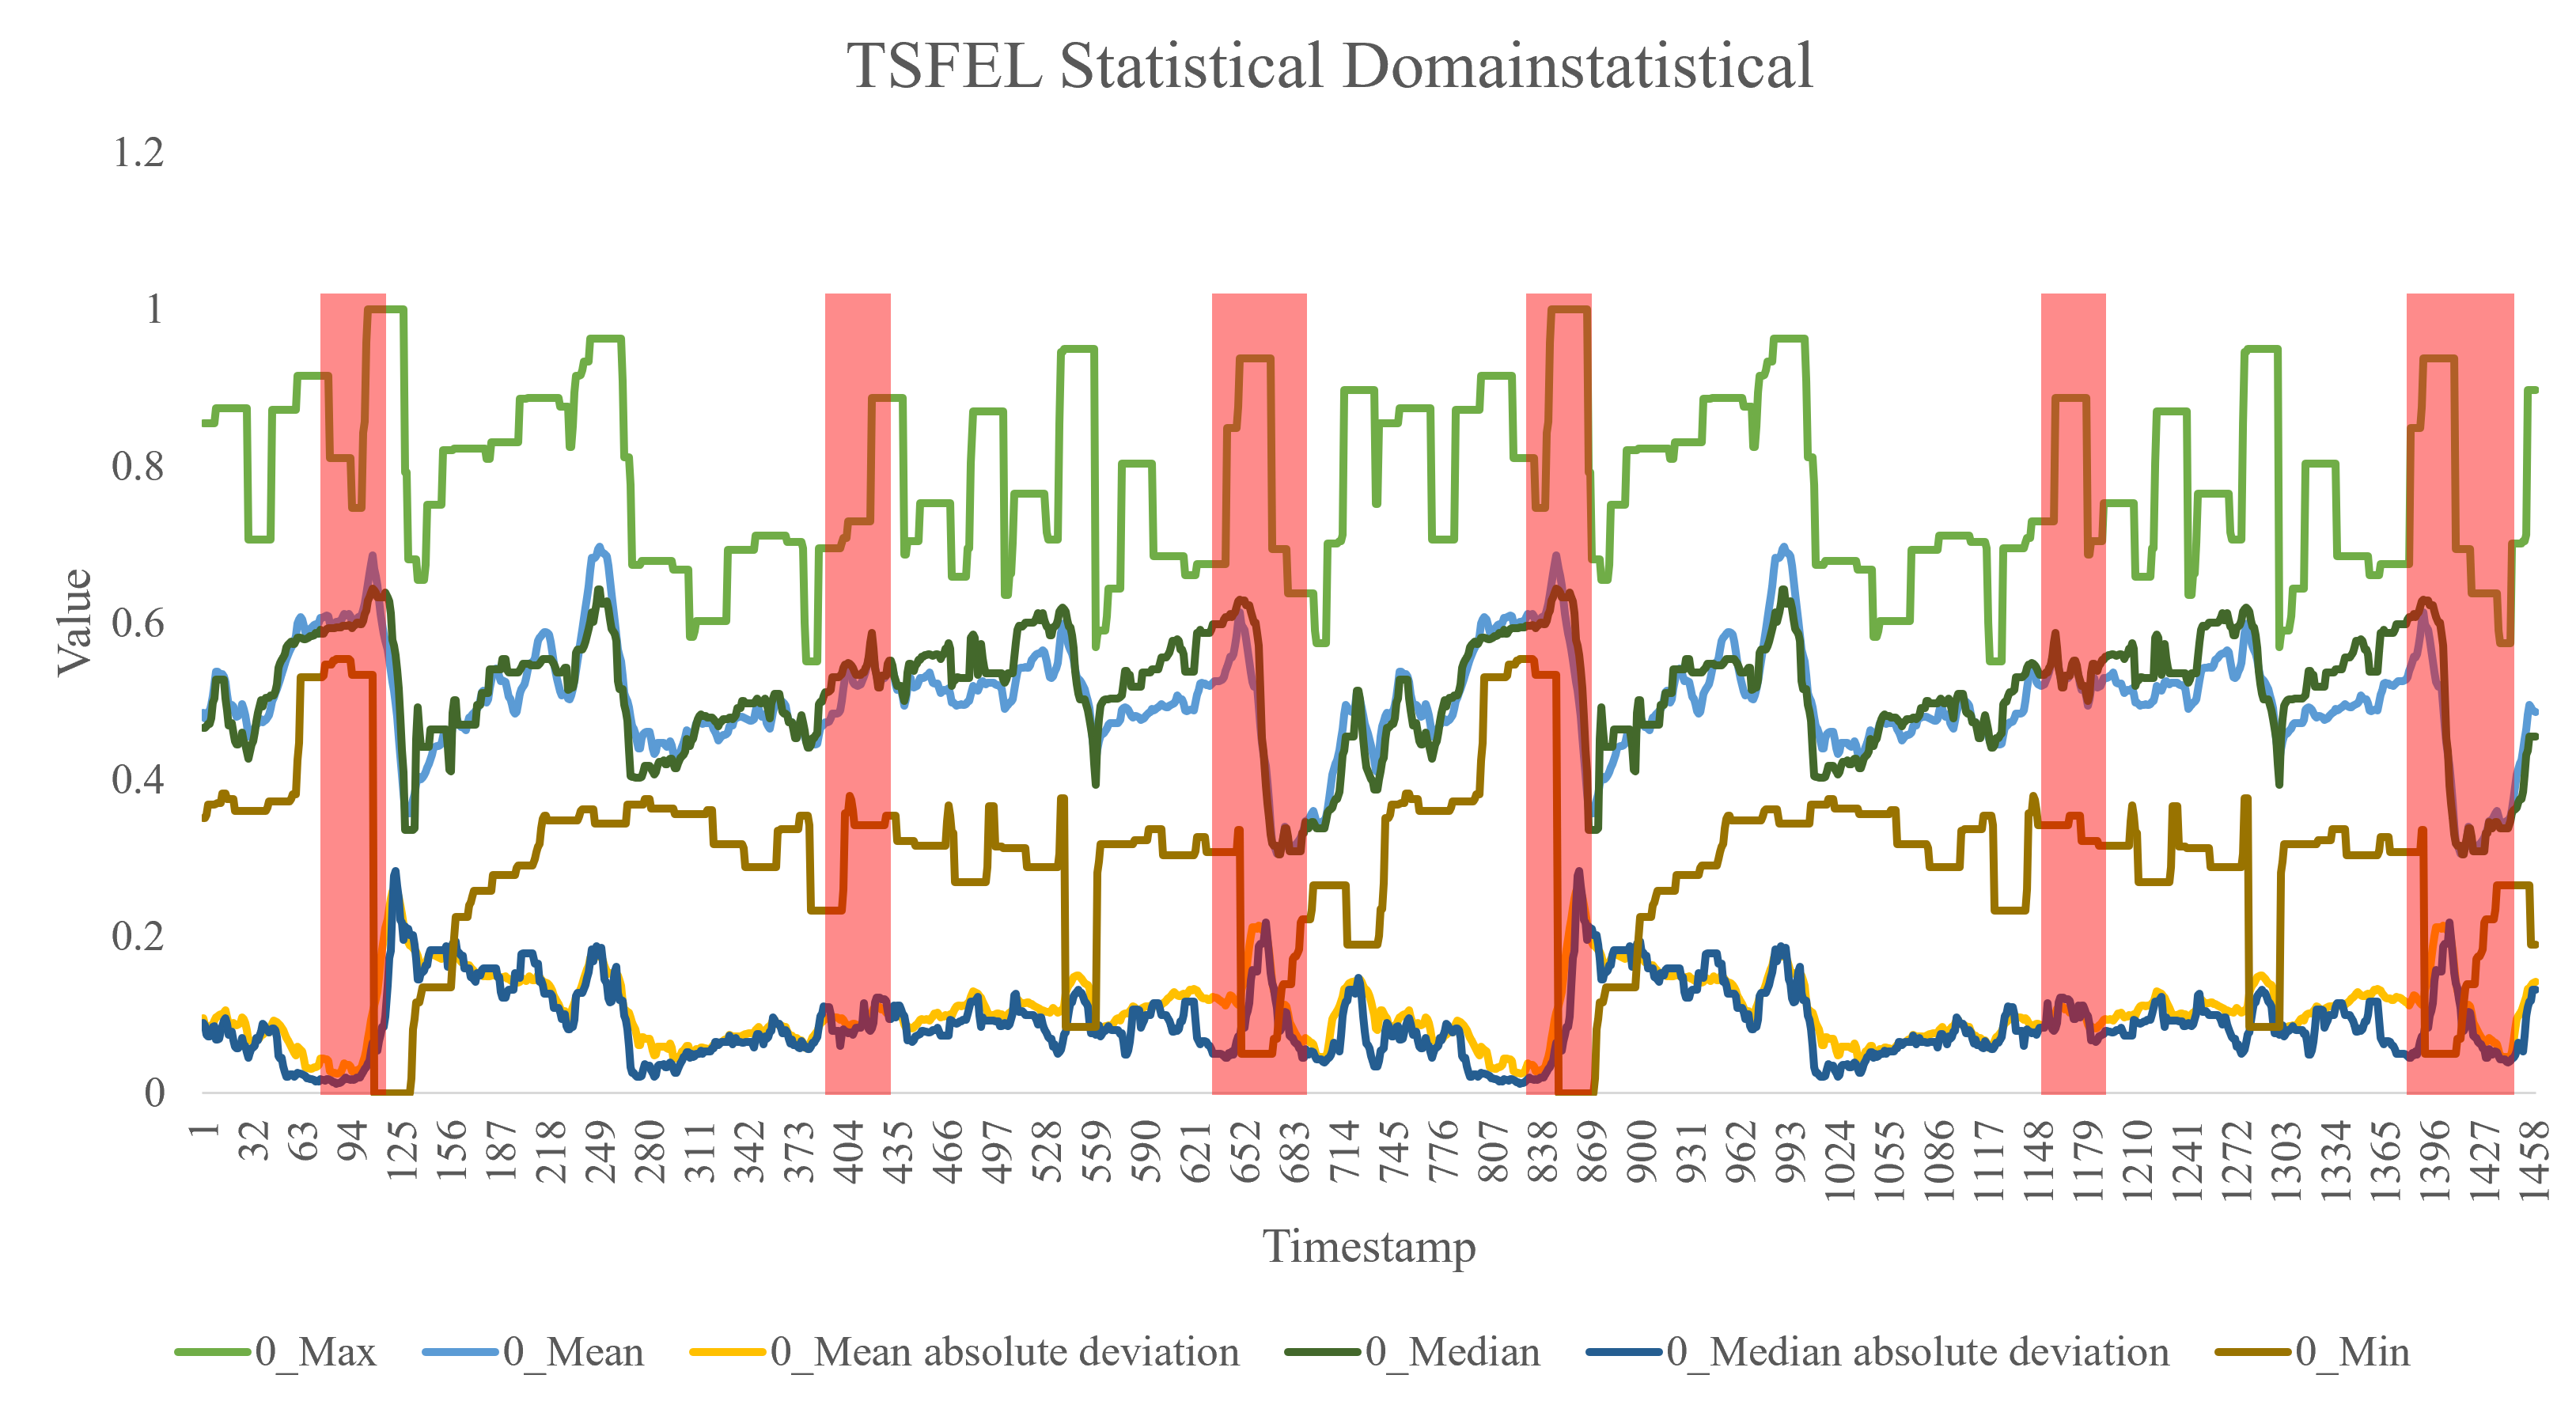 TSFEL Statistical Domainstatistical
1.2
1
0.8
0.6
0.4
0.2
0
Value
1 32 63 94 125 156 187 218 249 280 311 342 373 404 435 466 497 528 559 590 621 652 683 714 745 776 807 838 869 900 931 962 993 1024 1055 1086 1117 1148 1179 1210 1241 1272 1303 1334 1365 1396 1427 1458
Timestamp
0_Max 0_Mean 0_Mean absolute deviation 0_Median 0_Median absolute deviation 0_Min